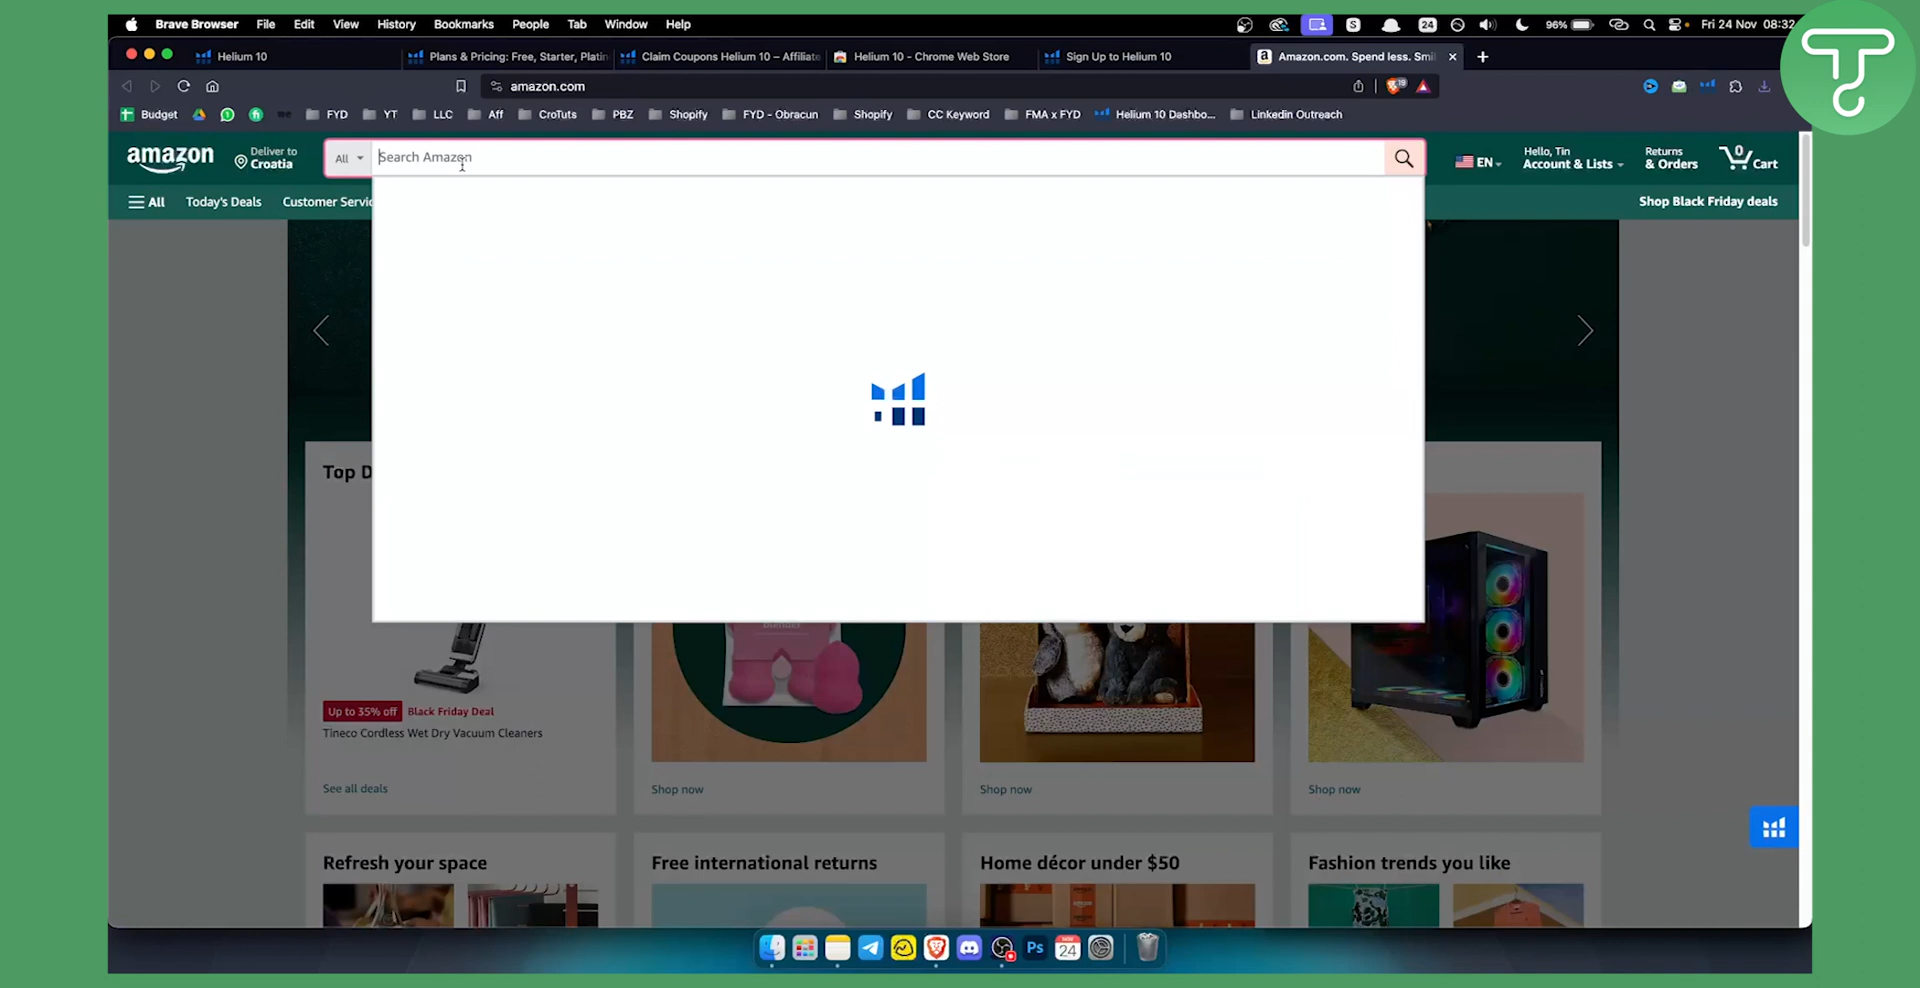 Brave Browser File Edit View History Bookmarks People Tab Window Help 24 96% Fri 24 Nov 08:32
Helium 10
Plans & Pricing: Free, Starter, Platin
Claim Coupons Helium 10 – Affiliate
Helium 10 - Chrome Web Store
Sign Up to Helium 10
Amazon.com. Spend less. Smi
amazon.com
Budget FYD YT LLC Aff CroTuts PBZ Shopify FYD - Obracun Shopify CC Keyword FMA x FYD Helium 10 Dashbo... Linkedin Outreach
amazon
Deliver to
Croatia
All
Search Amazon
EN
Hello, Tin
Account & Lists
Returns
& Orders
0
Cart
All
Today's Deals
Customer Servic
Shop Black Friday deals
Top D
Up to 35% off Black Friday Deal
Tineco Cordless Wet Dry Vacuum Cleaners
See all deals
Shop now
Shop now
Shop now
Refresh your space
Free international returns
Home décor under $50
Fashion trends you like
Ps
NOV
24